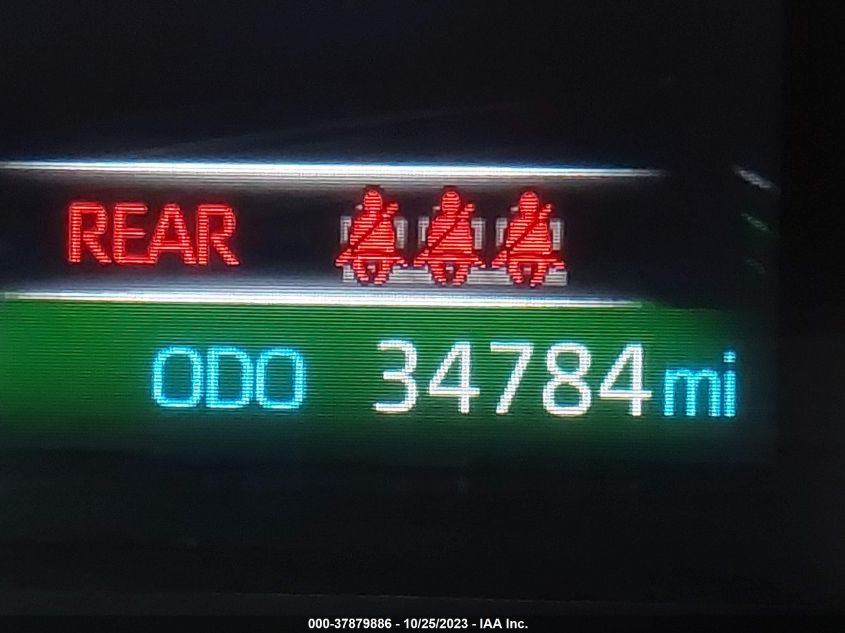 REAR
ODO 34784 mi
000-37879886 - 10/25/2023 - IAA Inc.